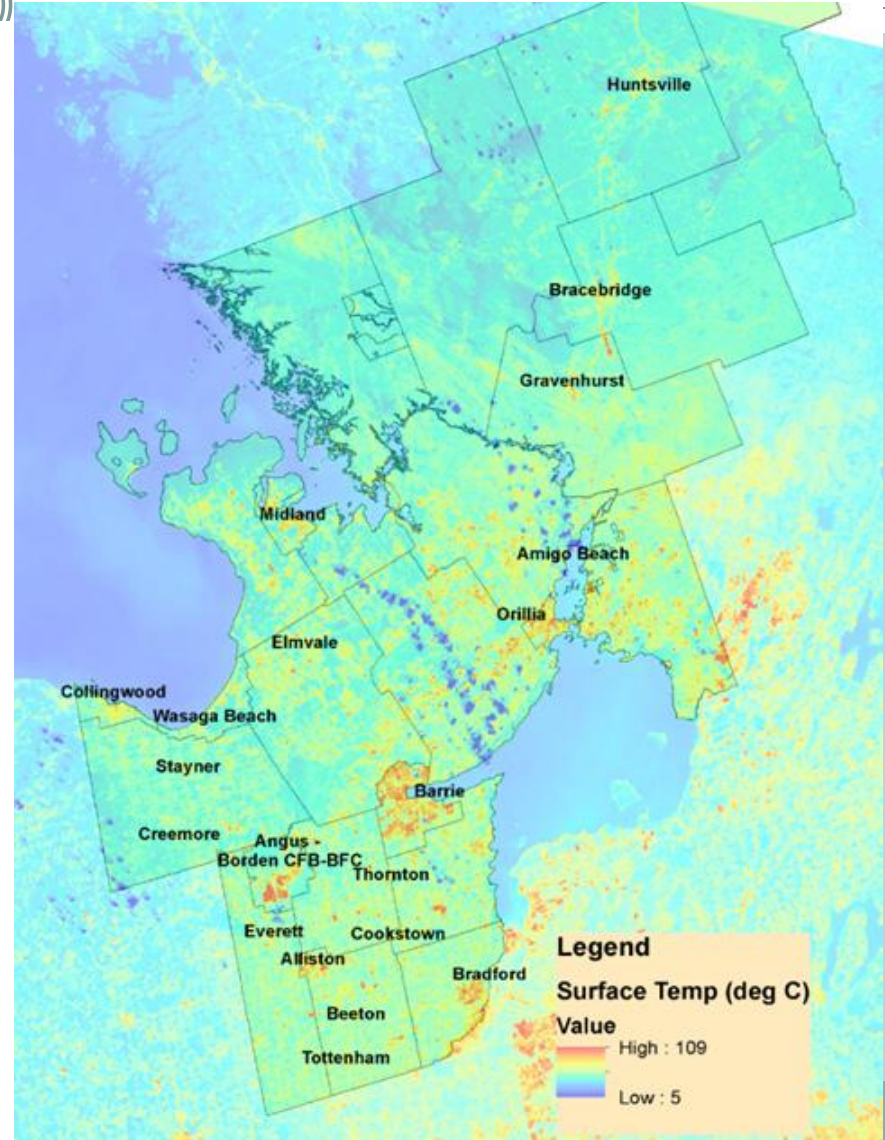 Huntsville
Bracebridge
Gravenhurst
Midland
Amigo Beach
Orillia
Elmvale
Collingwood
Wasaga Beach
Stayner
Barrie
Creemore
Angus -
Borden CFB-BFC
Thornton
Everett
Cookstown
Alliston
Bradford
Beeton
Tottenham
Legend
Surface Temp (deg C)
Value
High : 109
Low : 5